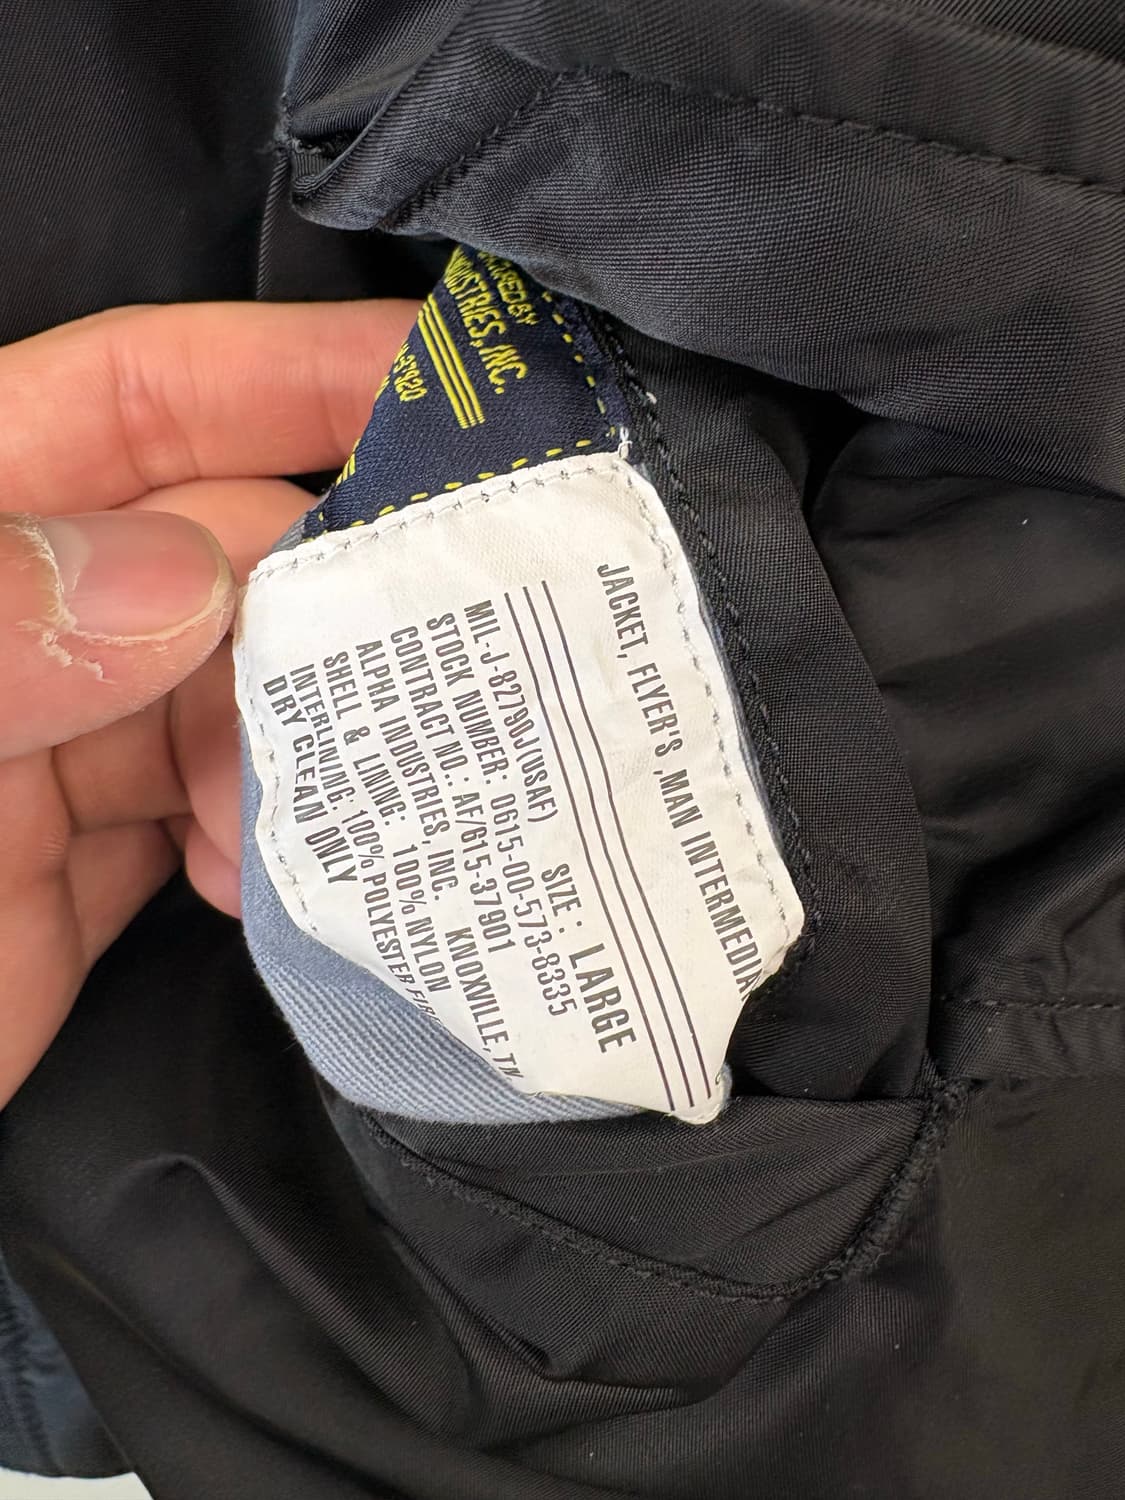 INDUSTRIES, INC.
JACKET, FLYER'S ,MAN INTERMEDIA
SIZE : LARGE
MIL-J-8279GJ(USAF)
STOCK NUMBER: 0615-00-573-8335
CONTRACT NO.: AF/615-37901
ALPHA INDUSTRIES, INC. KNOXVILLE, TN
SHELL & LINING: 100% NYLON
INTERLINING: 100% POLYESTER
DRY CLEAN ONLY